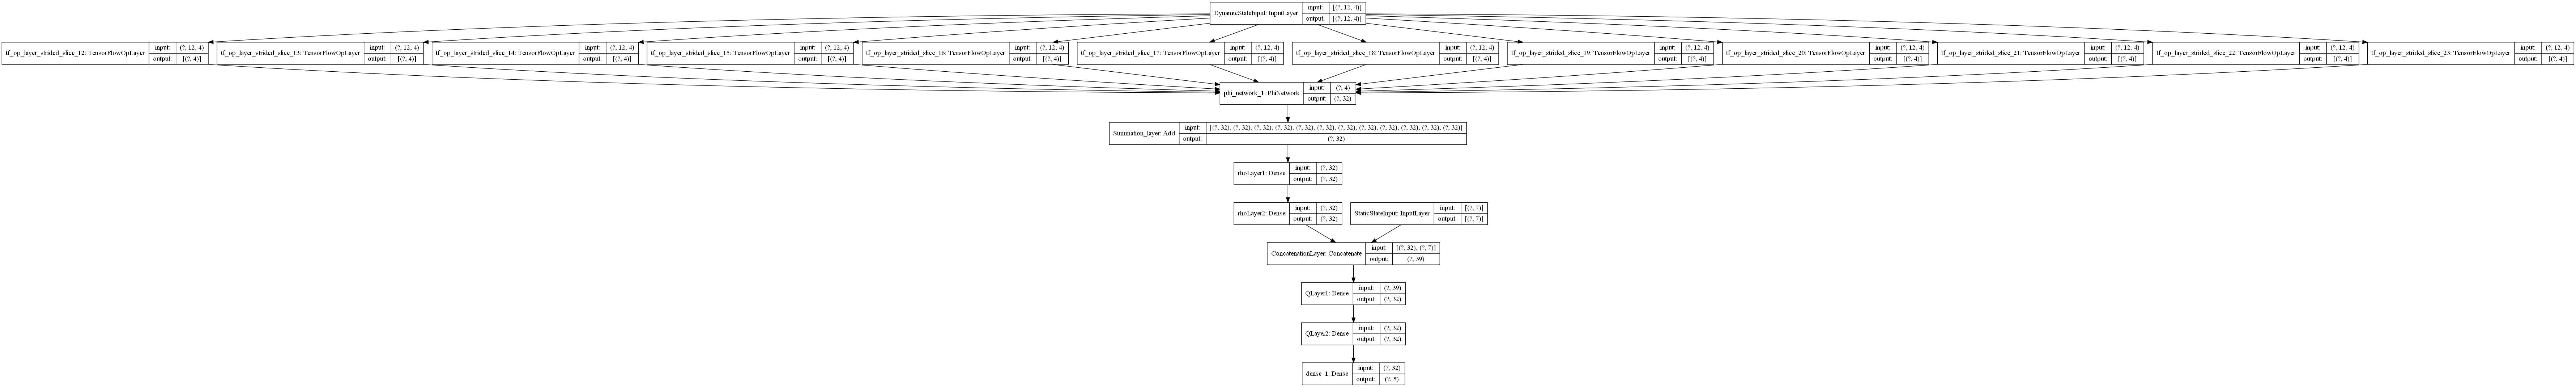 DynamicStateInput: InputLayer input: [(?, 12, 4)]
output: [(?, 12, 4)]
tf_op_layer_strided_slice_12: TensorFlowOpLayer input: (?, 12, 4)
output: [(?, 4)]
tf_op_layer_strided_slice_13: TensorFlowOpLayer input: (?, 12, 4)
output: [(?, 4)]
tf_op_layer_strided_slice_14: TensorFlowOpLayer input: (?, 12, 4)
output: [(?, 4)]
tf_op_layer_strided_slice_15: TensorFlowOpLayer input: (?, 12, 4)
output: [(?, 4)]
tf_op_layer_strided_slice_16: TensorFlowOpLayer input: (?, 12, 4)
output: [(?, 4)]
tf_op_layer_strided_slice_17: TensorFlowOpLayer input: (?, 12, 4)
output: [(?, 4)]
tf_op_layer_strided_slice_18: TensorFlowOpLayer input: (?, 12, 4)
output: [(?, 4)]
tf_op_layer_strided_slice_19: TensorFlowOpLayer input: (?, 12, 4)
output: [(?, 4)]
tf_op_layer_strided_slice_20: TensorFlowOpLayer input: (?, 12, 4)
output: [(?, 4)]
tf_op_layer_strided_slice_21: TensorFlowOpLayer input: (?, 12, 4)
output: [(?, 4)]
tf_op_layer_strided_slice_22: TensorFlowOpLayer input: (?, 12, 4)
output: [(?, 4)]
tf_op_layer_strided_slice_23: TensorFlowOpLayer input: (?, 12, 4)
output: [(?, 4)]
phi_network_1: PhiNetwork input: (?, 4)
output: (?, 32)
Summation_layer: Add input: [(?, 32), (?, 32), (?, 32), (?, 32), (?, 32), (?, 32), (?, 32), (?, 32), (?, 32), (?, 32), (?, 32), (?, 32)]
output: (?, 32)
rhoLayer1: Dense input: (?, 32)
output: (?, 32)
rhoLayer2: Dense input: (?, 32)
output: (?, 32)
StaticStateInput: InputLayer input: [(?, 7)]
output: [(?, 7)]
ConcatenationLayer: Concatenate input: [(?, 32), (?, 7)]
output: (?, 39)
QLayer1: Dense input: (?, 39)
output: (?, 32)
QLayer2: Dense input: (?, 32)
output: (?, 32)
dense_1: Dense input: (?, 32)
output: (?, 5)